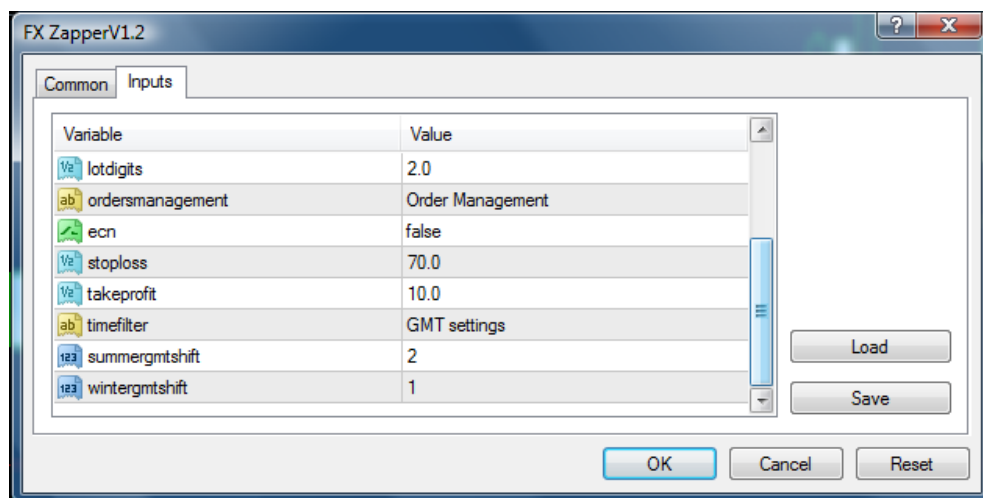 FX ZapperV1.2
Common Inputs
Variable Value
lotdigits 2.0
ordersmanagement Order Management
ecn false
stoploss 70.0
takeprofit 10.0
timefilter GMT settings
summergmtshift 2
wintergmtshift 1
Load
Save
OK Cancel Reset